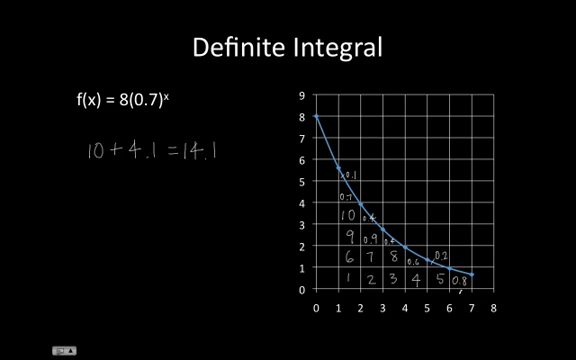 Definite Integral
f(x) = 8(0.7)ˣ
10 + 4.1 = 14.1
9
8
7
6
5
4
3
2
1
0
0.1
0.7
10 0.4
9 0.9 0.4
6 7 8 0.6 0.2
1 2 3 4 5 0.8
0 1 2 3 4 5 6 7 8